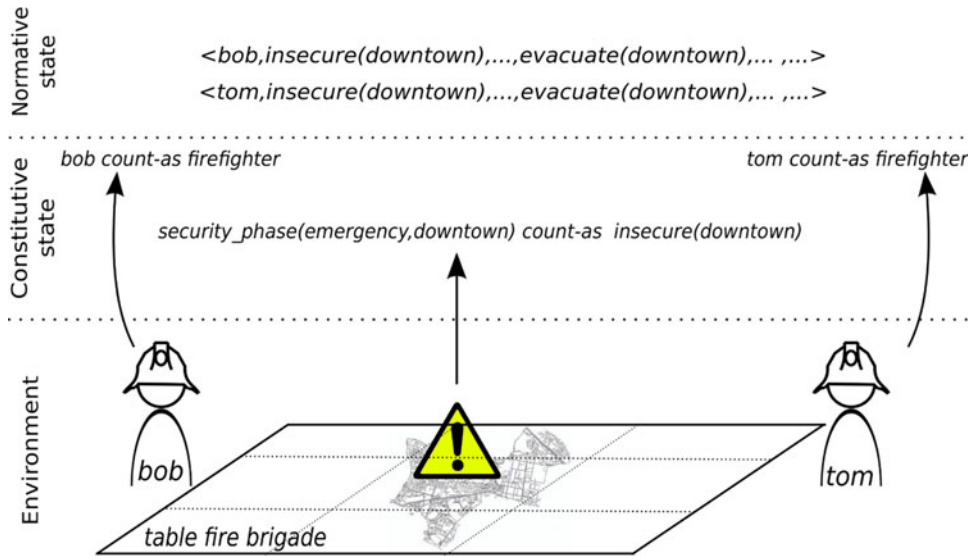 Normative
state
<bob,insecure(downtown),...,evacuate(downtown),... ,...>
<tom,insecure(downtown),...,evacuate(downtown),... ,...>
Constitutive
state
bob count-as firefighter
tom count-as firefighter
security_phase(emergency,downtown) count-as insecure(downtown)
Environment
bob
!
tom
table fire brigade